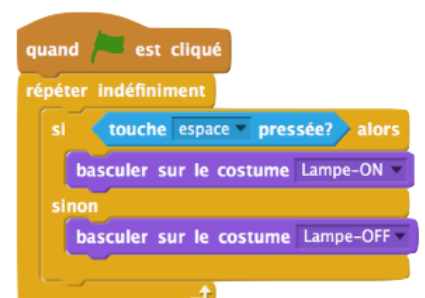 quand est cliqué
répéter indéfiniment
si touche espace pressée? alors
basculer sur le costume Lampe-ON
sinon
basculer sur le costume Lampe-OFF